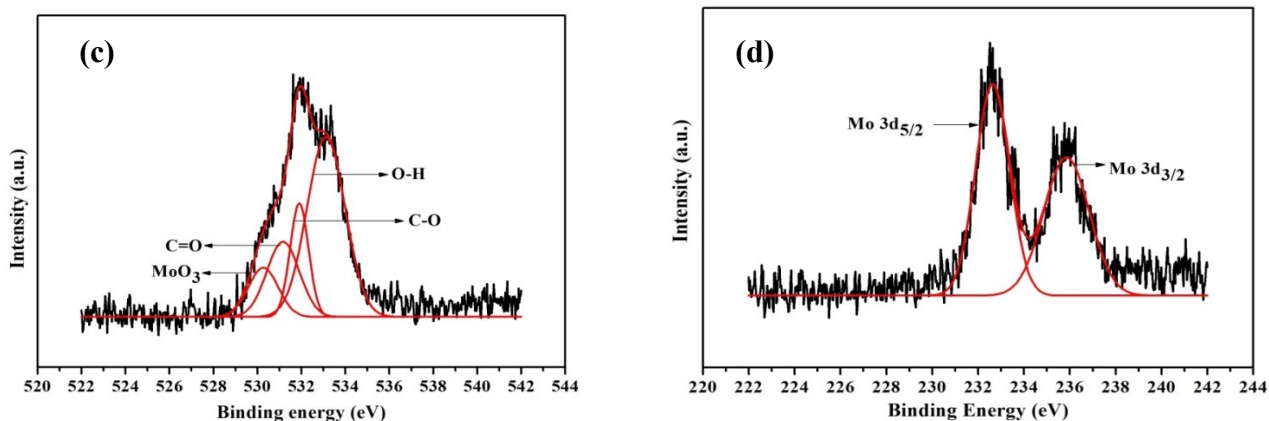 (c)
Intensity (a.u.)
O-H
C-O
C=O
MoO3
520 522 524 526 528 530 532 534 536 538 540 542 544
Binding energy (eV)
(d)
Intensity (a.u.)
Mo 3d5/2
Mo 3d3/2
220 222 224 226 228 230 232 234 236 238 240 242 244
Binding Energy (eV)